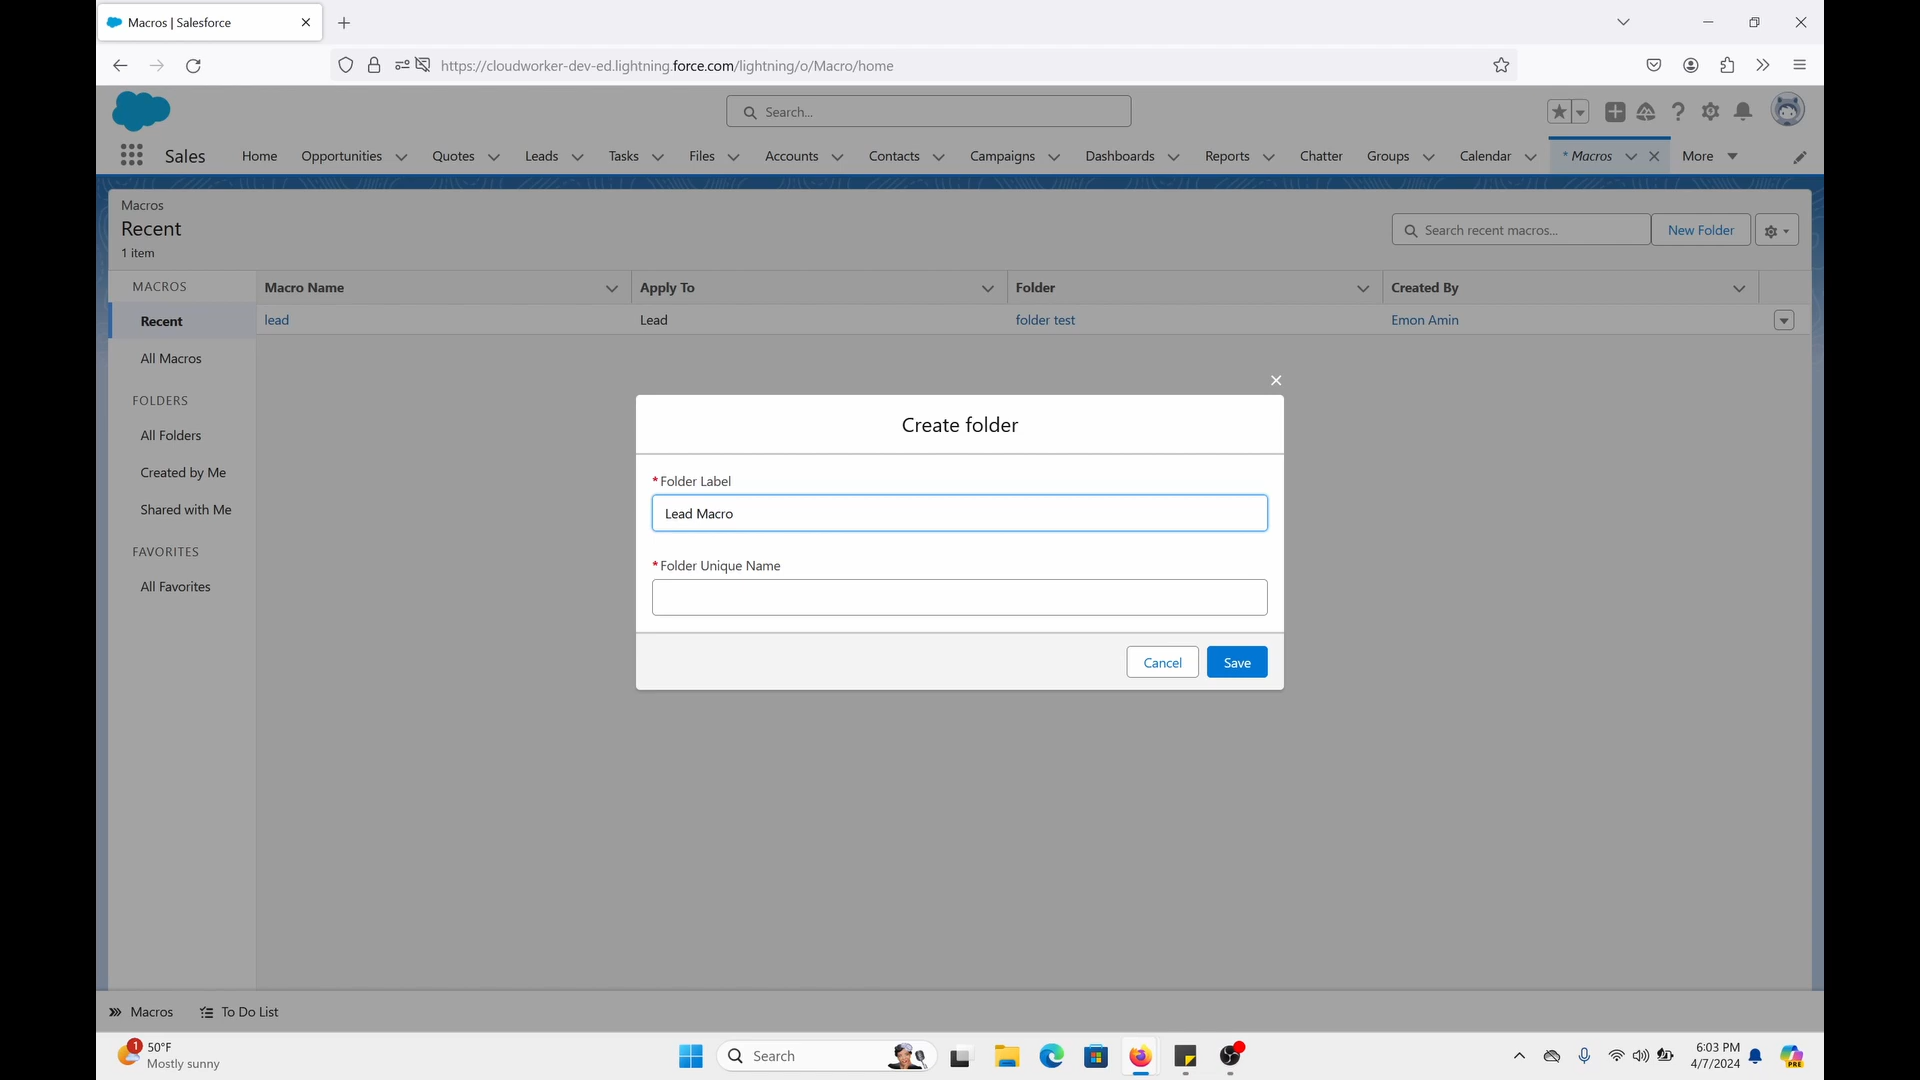 Macros | Salesforce
https://cloudworker-dev-ed.lightning.force.com/lightning/o/Macro/home
Search...
Sales Home Opportunities Quotes Leads Tasks Files Accounts Contacts Campaigns Dashboards Reports Chatter Groups Calendar * Macros More
Macros
Recent
1 item
Search recent macros...
New Folder
MACROS
Macro Name Apply To Folder Created By
Recent
lead Lead folder test Emon Amin
All Macros
FOLDERS
All Folders
Created by Me
Shared with Me
FAVORITES
All Favorites
Create folder
* Folder Label
Lead Macro
* Folder Unique Name
Cancel Save
Macros To Do List
1
50°F
Mostly sunny
Search
6:03 PM
4/7/2024
PRE